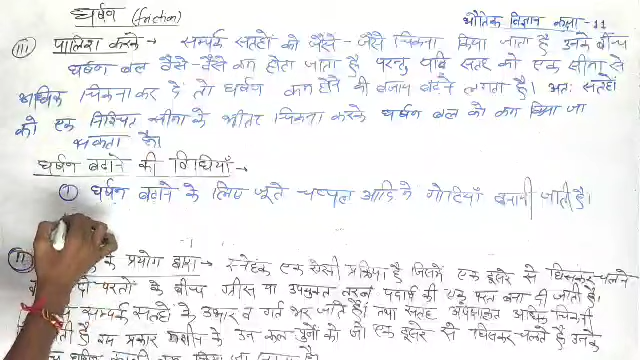 घर्षण (friction)
भौतिक विज्ञान कक्षा-11
(iii) पालिश करके → सम्पर्क सतहों को जैसे-जैसे चिकना किया जाता है उनके बीच
घर्षण बल वैसे-वैसे कम होता जाता है परन्तु यदि सतह को एक सीमा से
अधिक चिकना कर दें तो घर्षण कम होने की बजाय बढ़ने लगता है। अतः सतहों
को एक निश्चित सीमा के भीतर चिकना करके घर्षण बल को कम किया जा
सकता है।
घर्षण बढ़ाने की विधियाँ →
(1) घर्षण बढ़ाने के लिए जूते चप्पल आदि में गोटियाँ बनायी जाती है।
(ii) के प्रयोग द्वारा → स्नेहक एक ऐसी प्रक्रिया है जिसमें एक दूसरे से घिसकर चलने
दो परतों के बीच ग्रीस या उपयुक्त तरल पदार्थ की एक परत बना दी जाती है।
सम्पर्क सतहों के उभार व गर्त भर जाते हैं। तथा सतह अपेक्षाकृत अधिक चिकनी
है इस प्रकार मशीन के उन कल पुर्जो को जो एक दूसरे से घिसकर चलते हैं उनके